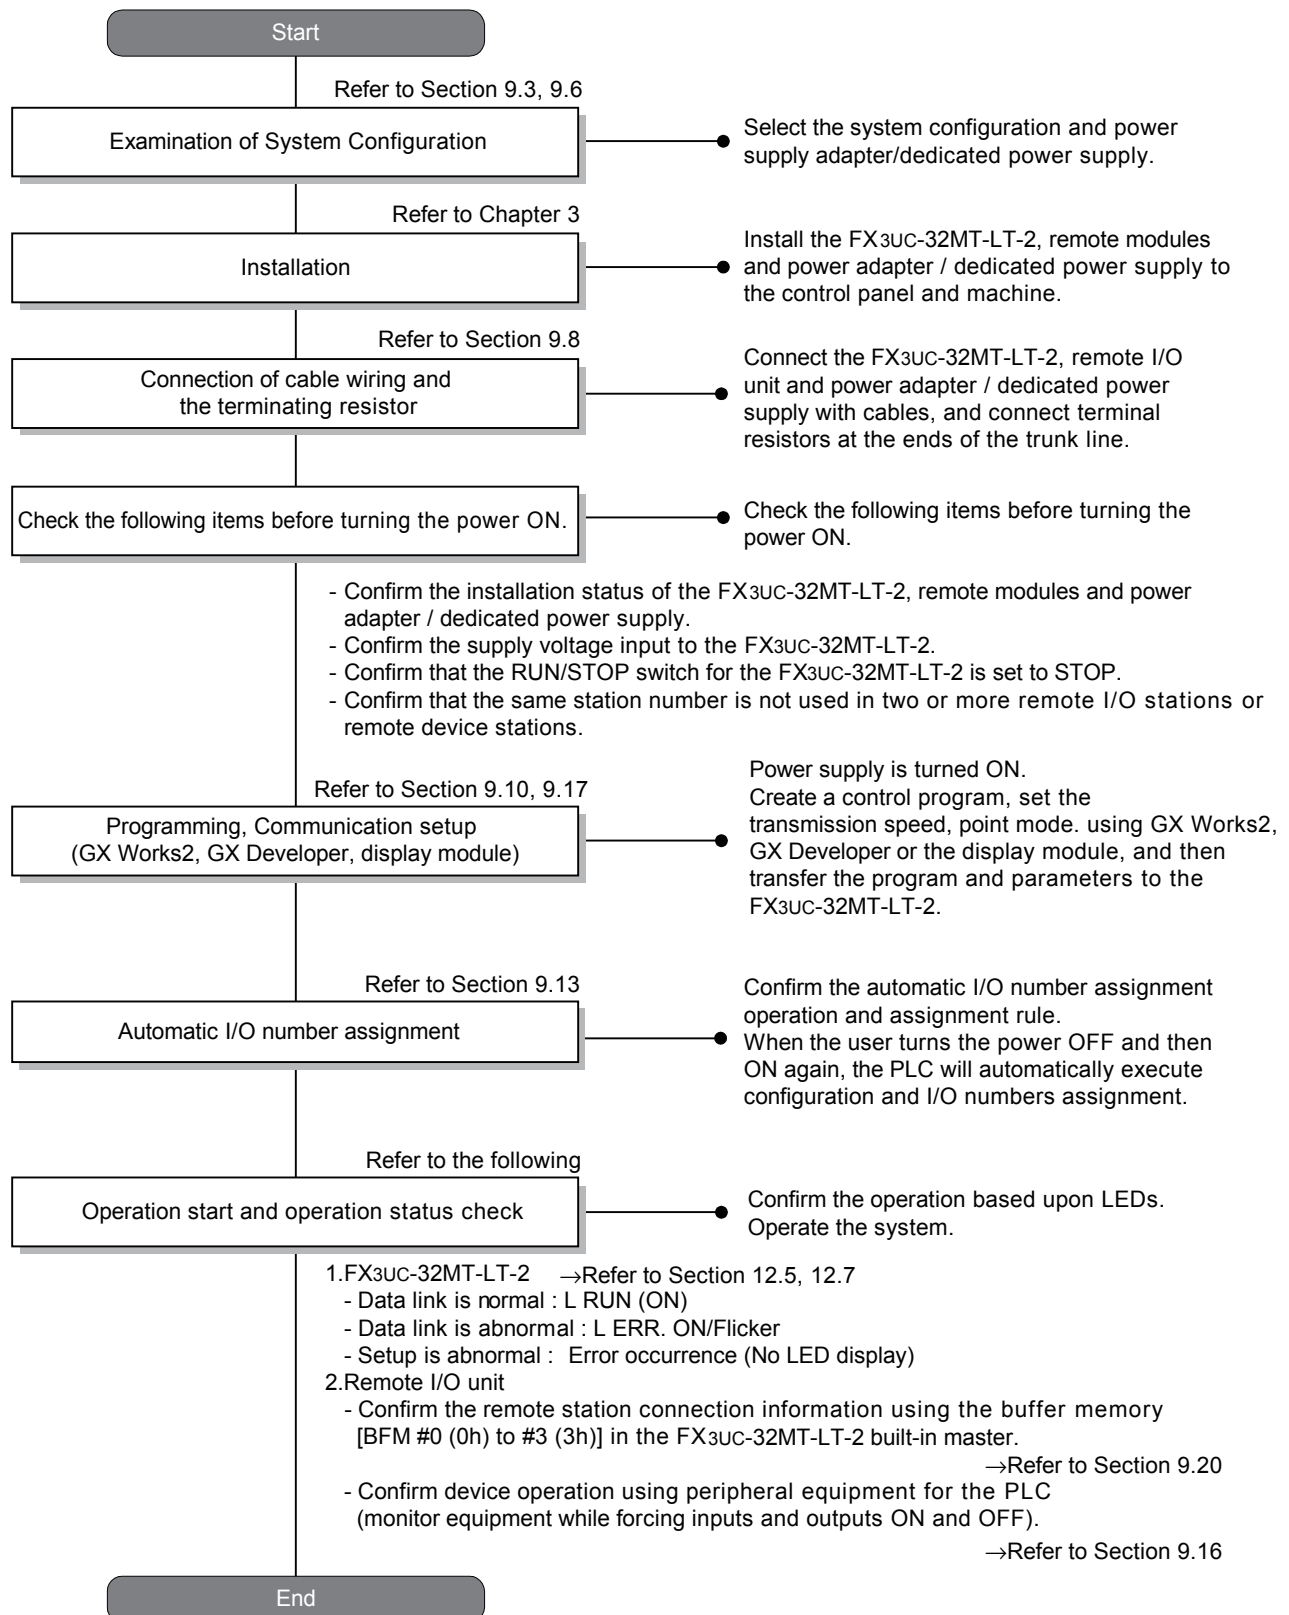 Start
Refer to Section 9.3, 9.6
Examination of System Configuration
Select the system configuration and power
supply adapter/dedicated power supply.
Refer to Chapter 3
Installation
Install the FX3UC-32MT-LT-2, remote modules
and power adapter / dedicated power supply to
the control panel and machine.
Refer to Section 9.8
Connection of cable wiring and
the terminating resistor
Connect the FX3UC-32MT-LT-2, remote I/O
unit and power adapter / dedicated power
supply with cables, and connect terminal
resistors at the ends of the trunk line.
Check the following items before turning the power ON.
Check the following items before turning the
power ON.
- Confirm the installation status of the FX3UC-32MT-LT-2, remote modules and power
adapter / dedicated power supply.
- Confirm the supply voltage input to the FX3UC-32MT-LT-2.
- Confirm that the RUN/STOP switch for the FX3UC-32MT-LT-2 is set to STOP.
- Confirm that the same station number is not used in two or more remote I/O stations or
remote device stations.
Refer to Section 9.10, 9.17
Programming, Communication setup
(GX Works2, GX Developer, display module)
Power supply is turned ON.
Create a control program, set the
transmission speed, point mode. using GX Works2,
GX Developer or the display module, and then
transfer the program and parameters to the
FX3UC-32MT-LT-2.
Refer to Section 9.13
Automatic I/O number assignment
Confirm the automatic I/O number assignment
operation and assignment rule.
When the user turns the power OFF and then
ON again, the PLC will automatically execute
configuration and I/O numbers assignment.
Refer to the following
Operation start and operation status check
Confirm the operation based upon LEDs.
Operate the system.
1.FX3UC-32MT-LT-2 →Refer to Section 12.5, 12.7
- Data link is normal : L RUN (ON)
- Data link is abnormal : L ERR. ON/Flicker
- Setup is abnormal : Error occurrence (No LED display)
2.Remote I/O unit
- Confirm the remote station connection information using the buffer memory
[BFM #0 (0h) to #3 (3h)] in the FX3UC-32MT-LT-2 built-in master.
→Refer to Section 9.20
- Confirm device operation using peripheral equipment for the PLC
(monitor equipment while forcing inputs and outputs ON and OFF).
→Refer to Section 9.16
End